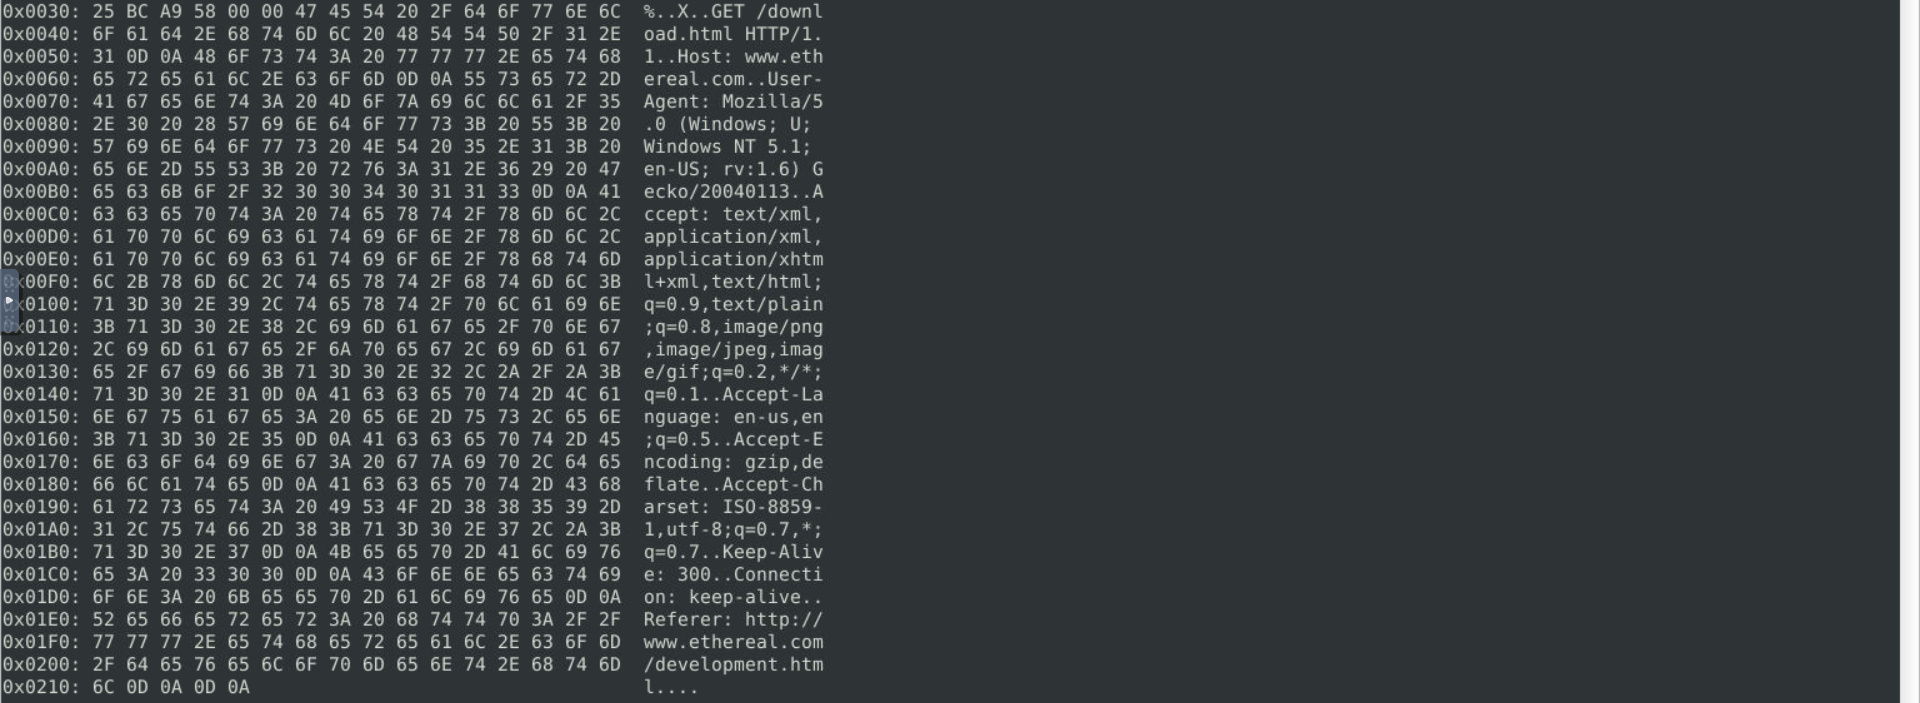 0x0030: 25 BC A9 58 00 00 47 45 54 20 2F 64 6F 77 6E 6C  %..X..GET /downl
0x0040: 6F 61 64 2E 68 74 6D 6C 20 48 54 54 50 2F 31 2E  oad.html HTTP/1.
0x0050: 31 0D 0A 48 6F 73 74 3A 20 77 77 77 2E 65 74 68  1..Host: www.eth
0x0060: 65 72 65 61 6C 2E 63 6F 6D 0D 0A 55 73 65 72 2D  ereal.com..User-
0x0070: 41 67 65 6E 74 3A 20 4D 6F 7A 69 6C 6C 61 2F 35  Agent: Mozilla/5
0x0080: 2E 30 20 28 57 69 6E 64 6F 77 73 3B 20 55 3B 20  .0 (Windows; U;
0x0090: 57 69 6E 64 6F 77 73 20 4E 54 20 35 2E 31 3B 20  Windows NT 5.1;
0x00A0: 65 6E 2D 55 53 3B 20 72 76 3A 31 2E 36 29 20 47  en-US; rv:1.6) G
0x00B0: 65 63 6B 6F 2F 32 30 30 34 30 31 31 33 0D 0A 41  ecko/20040113..A
0x00C0: 63 63 65 70 74 3A 20 74 65 78 74 2F 78 6D 6C 2C  ccept: text/xml,
0x00D0: 61 70 70 6C 69 63 61 74 69 6F 6E 2F 78 6D 6C 2C  application/xml,
0x00E0: 61 70 70 6C 69 63 61 74 69 6F 6E 2F 78 68 74 6D  application/xhtm
0x00F0: 6C 2B 78 6D 6C 2C 74 65 78 74 2F 68 74 6D 6C 3B  l+xml,text/html;
0x0100: 71 3D 30 2E 39 2C 74 65 78 74 2F 70 6C 61 69 6E  q=0.9,text/plain
0x0110: 3B 71 3D 30 2E 38 2C 69 6D 61 67 65 2F 70 6E 67  ;q=0.8,image/png
0x0120: 2C 69 6D 61 67 65 2F 6A 70 65 67 2C 69 6D 61 67  ,image/jpeg,imag
0x0130: 65 2F 67 69 66 3B 71 3D 30 2E 32 2C 2A 2F 2A 3B  e/gif;q=0.2,*/*;
0x0140: 71 3D 30 2E 31 0D 0A 41 63 63 65 70 74 2D 4C 61  q=0.1..Accept-La
0x0150: 6E 67 75 61 67 65 3A 20 65 6E 2D 75 73 2C 65 6E  nguage: en-us,en
0x0160: 3B 71 3D 30 2E 35 0D 0A 41 63 63 65 70 74 2D 45  ;q=0.5..Accept-E
0x0170: 6E 63 6F 64 69 6E 67 3A 20 67 7A 69 70 2C 64 65  ncoding: gzip,de
0x0180: 66 6C 61 74 65 0D 0A 41 63 63 65 70 74 2D 43 68  flate..Accept-Ch
0x0190: 61 72 73 65 74 3A 20 49 53 4F 2D 38 38 35 39 2D  arset: ISO-8859-
0x01A0: 31 2C 75 74 66 2D 38 3B 71 3D 30 2E 37 2C 2A 3B  1,utf-8;q=0.7,*;
0x01B0: 71 3D 30 2E 37 0D 0A 4B 65 65 70 2D 41 6C 69 76  q=0.7..Keep-Aliv
0x01C0: 65 3A 20 33 30 30 0D 0A 43 6F 6E 6E 65 63 74 69  e: 300..Connecti
0x01D0: 6F 6E 3A 20 6B 65 65 70 2D 61 6C 69 76 65 0D 0A  on: keep-alive..
0x01E0: 52 65 66 65 72 65 72 3A 20 68 74 74 70 3A 2F 2F  Referer: http://
0x01F0: 77 77 77 2E 65 74 68 65 72 65 61 6C 2E 63 6F 6D  www.ethereal.com
0x0200: 2F 64 65 76 65 6C 6F 70 6D 65 6E 74 2E 68 74 6D  /development.htm
0x0210: 6C 0D 0A 0D 0A  l....